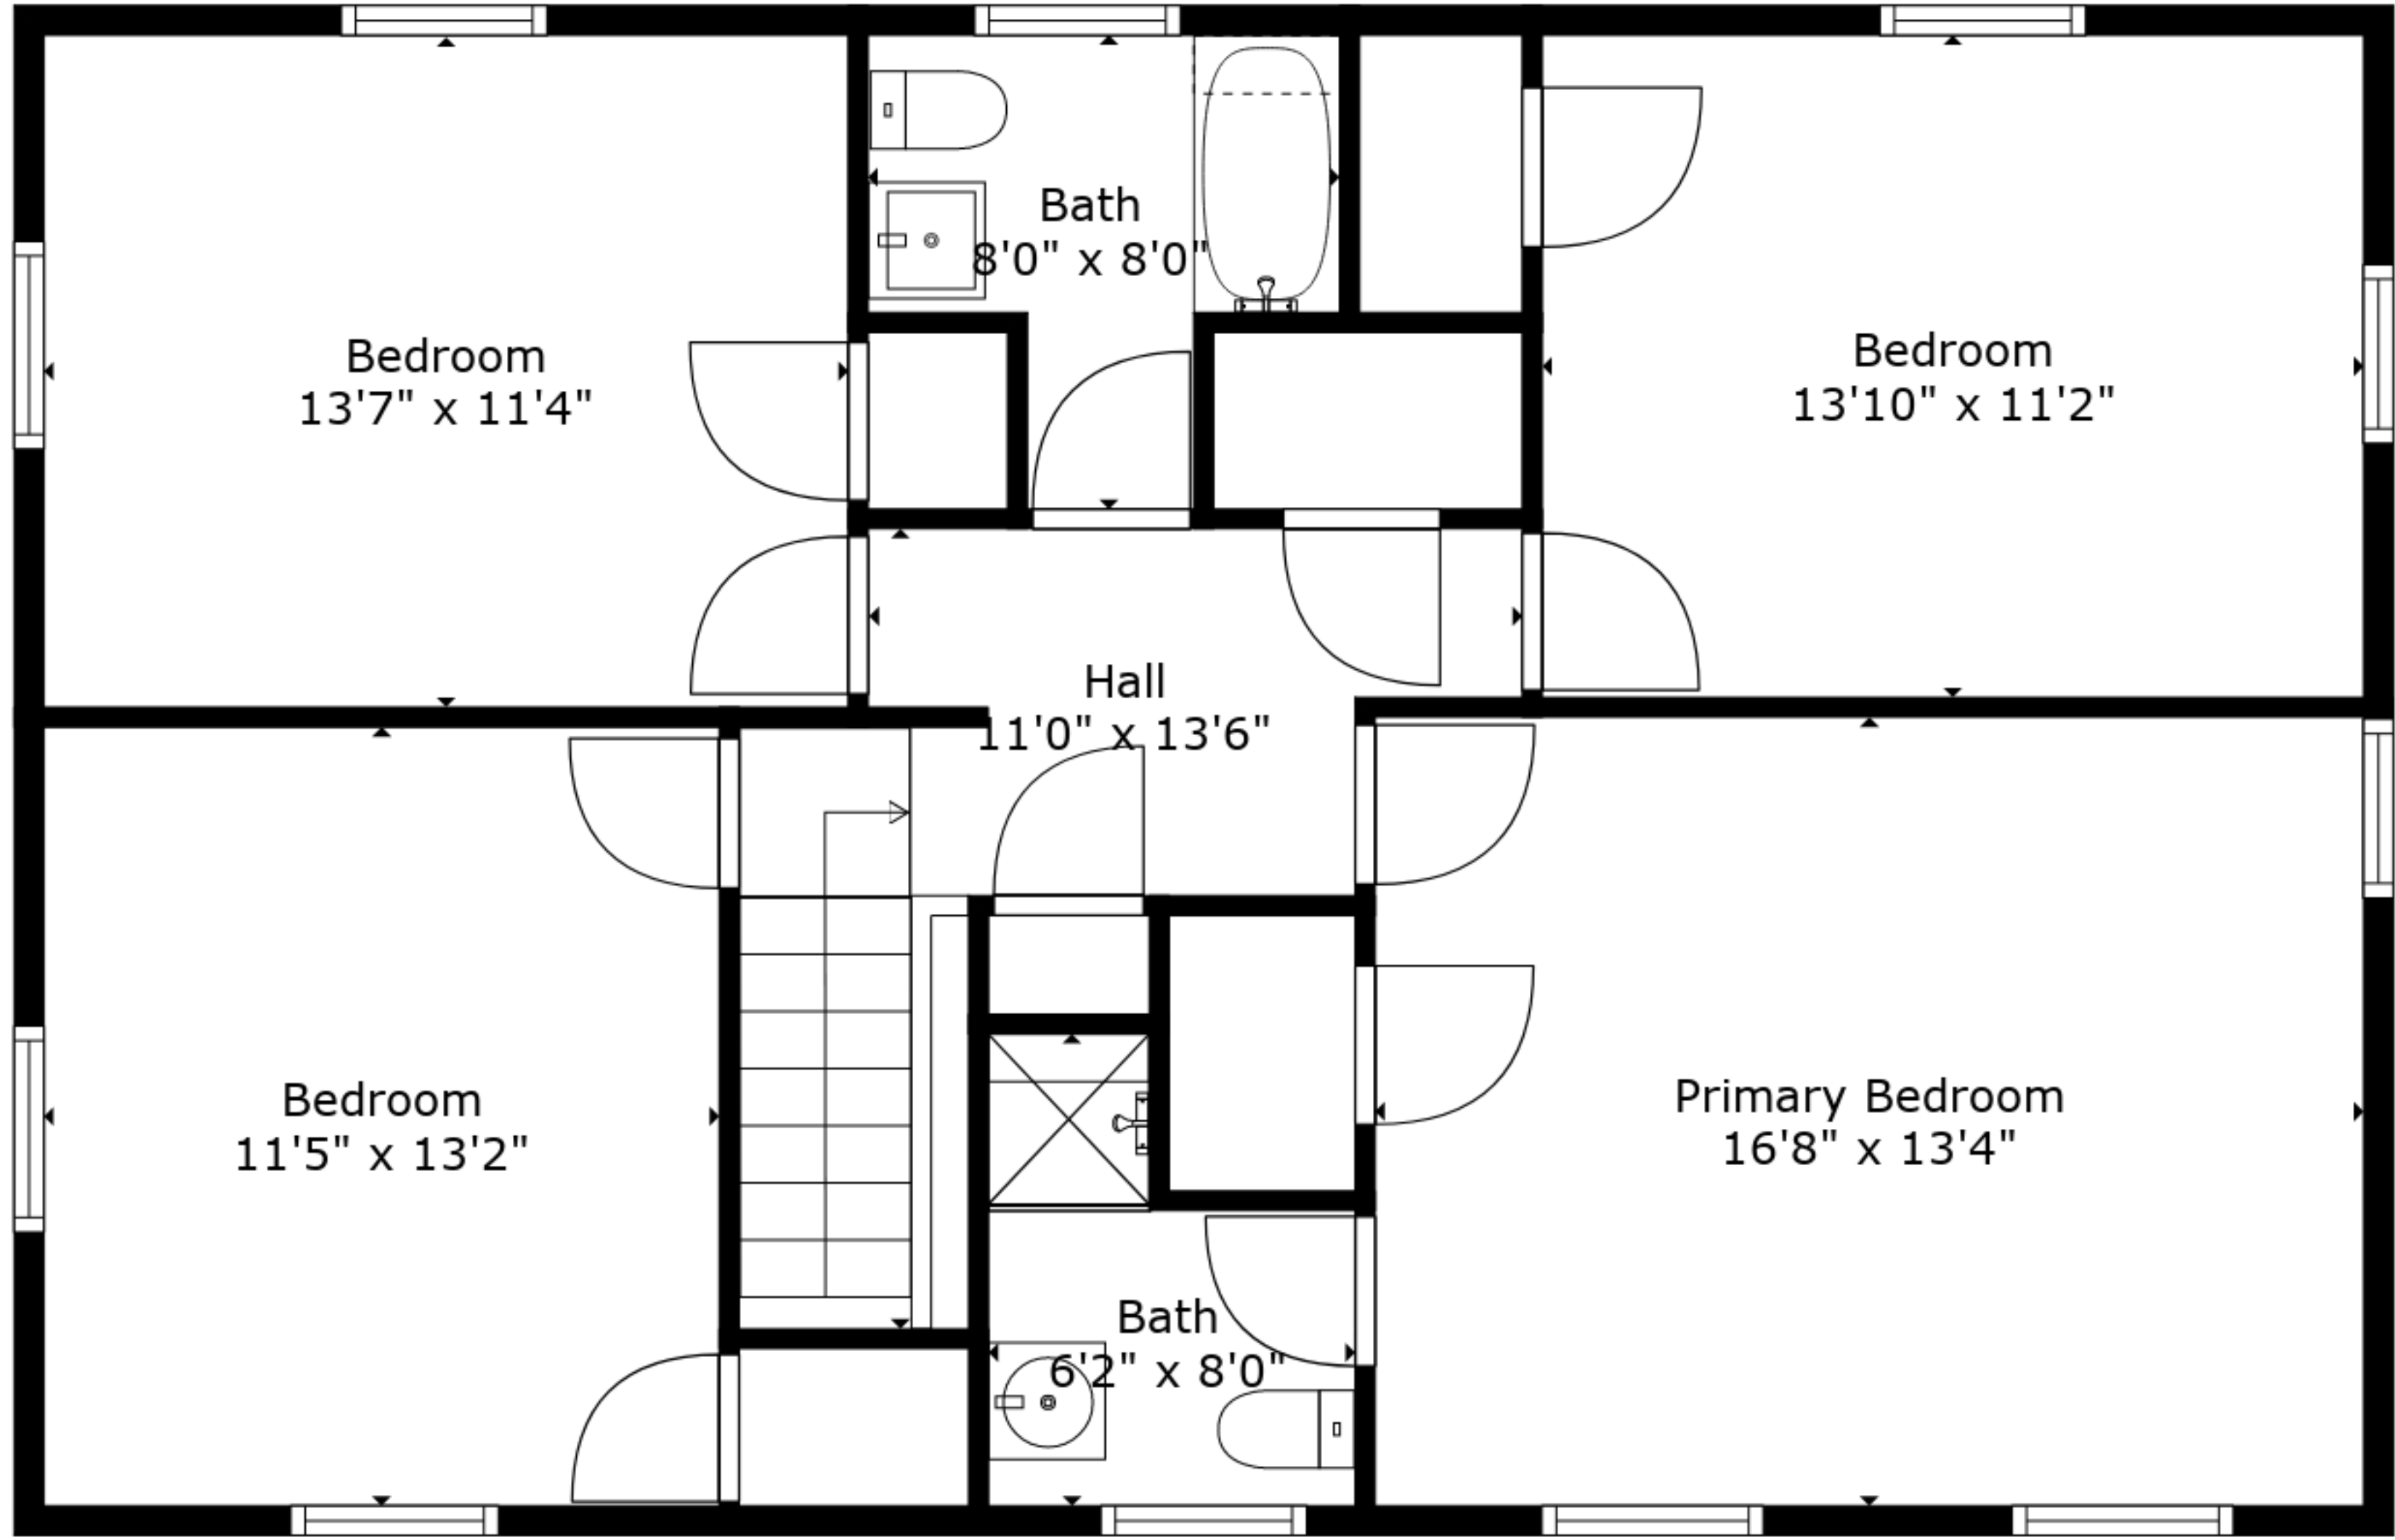 Bath
8'0" x 8'0"
Bedroom
13'7" x 11'4"
Bedroom
13'10" x 11'2"
Hall
11'0" x 13'6"
Bedroom
11'5" x 13'2"
Primary Bedroom
16'8" x 13'4"
Bath
6'2" x 8'0"